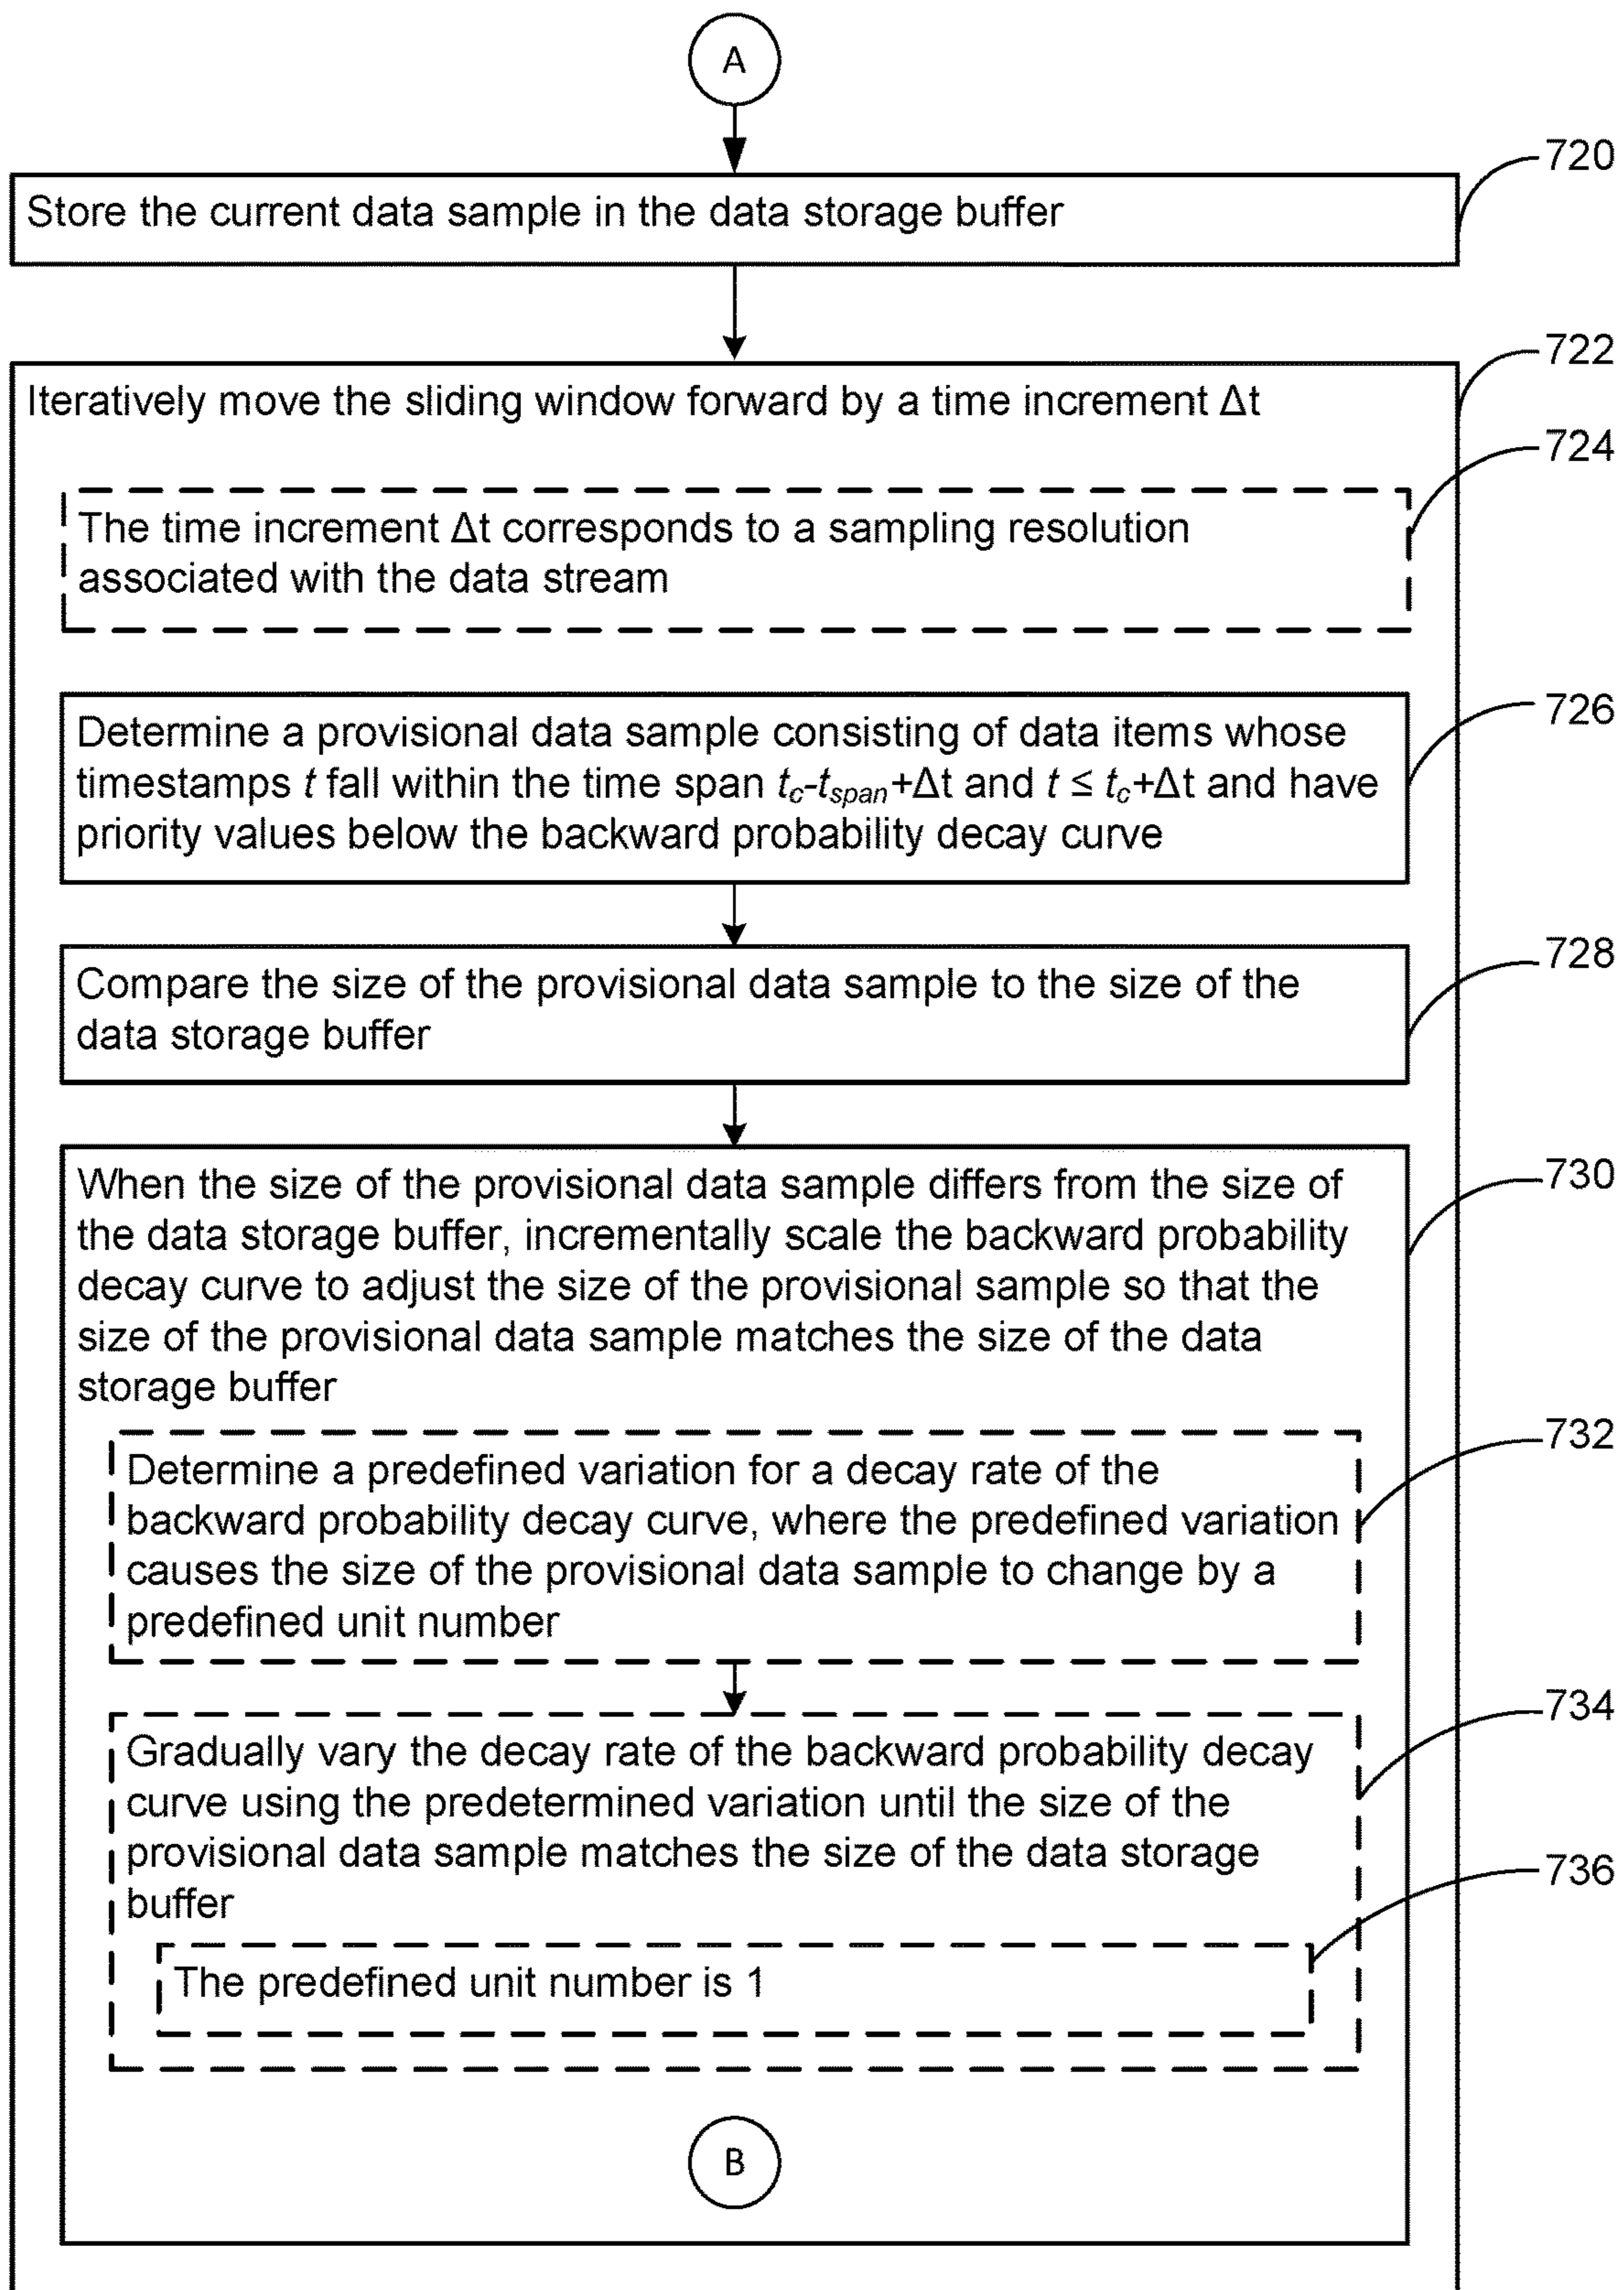 A
720
Store the current data sample in the data storage buffer
722
Iteratively move the sliding window forward by a time increment Δt
724
The time increment Δt corresponds to a sampling resolution
associated with the data stream
726
Determine a provisional data sample consisting of data items whose
timestamps t fall within the time span tc-tspan+Δt and t ≤ tc+Δt and have
priority values below the backward probability decay curve
728
Compare the size of the provisional data sample to the size of the
data storage buffer
730
When the size of the provisional data sample differs from the size of
the data storage buffer, incrementally scale the backward probability
decay curve to adjust the size of the provisional sample so that the
size of the provisional data sample matches the size of the data
storage buffer
732
Determine a predefined variation for a decay rate of the
backward probability decay curve, where the predefined variation
causes the size of the provisional data sample to change by a
predefined unit number
734
Gradually vary the decay rate of the backward probability decay
curve using the predetermined variation until the size of the
provisional data sample matches the size of the data storage
buffer
736
The predefined unit number is 1
B